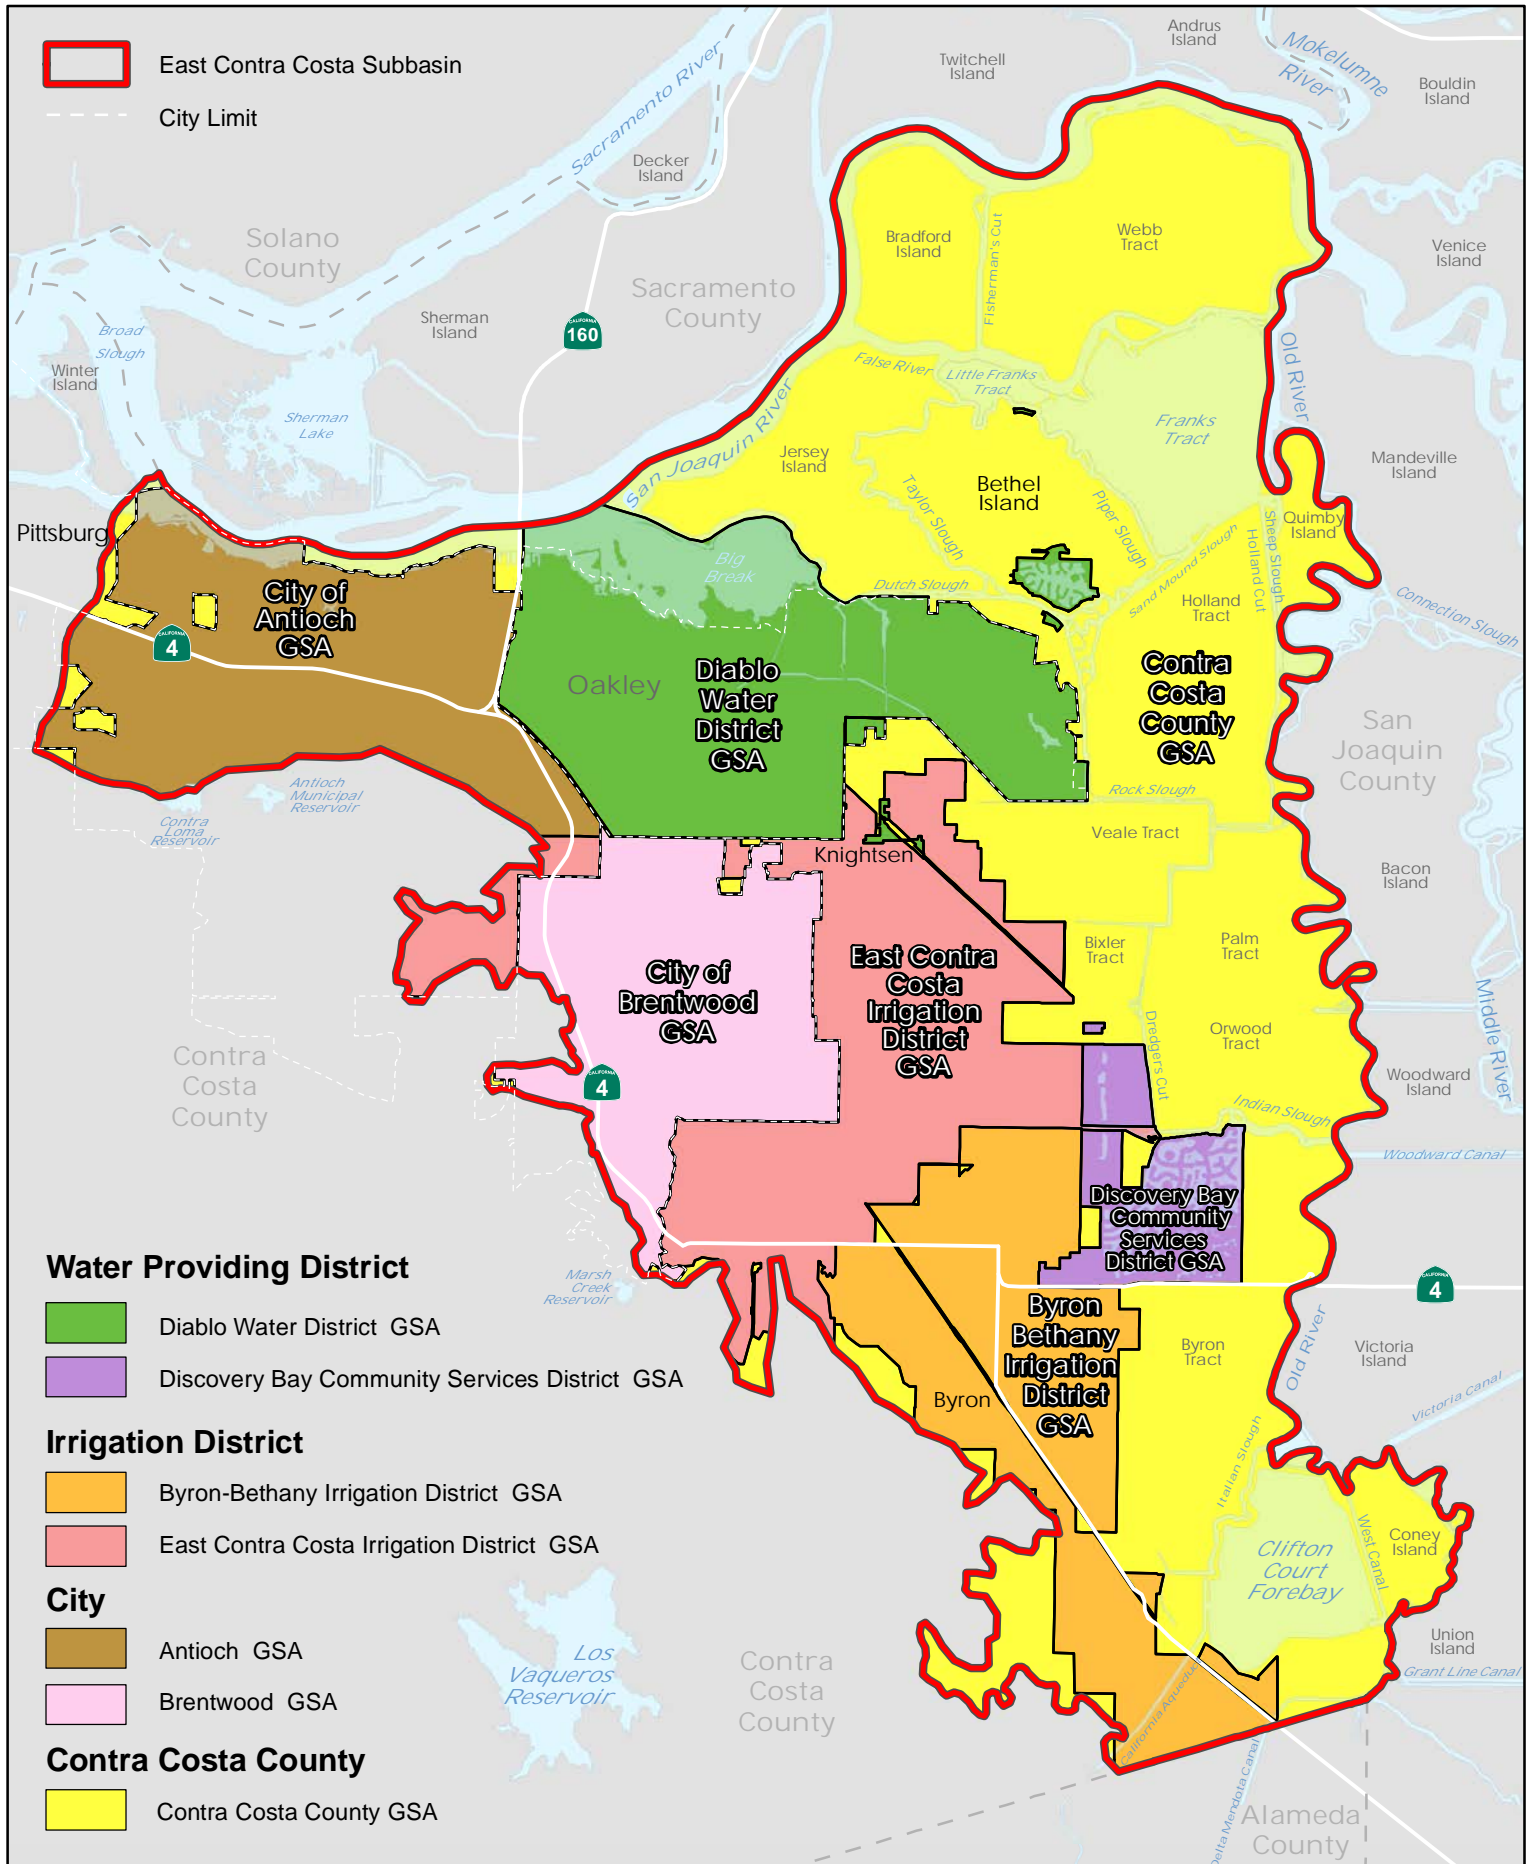 East Contra Costa Subbasin
City Limit
Andrus
Island
Mokelumne
River
Twitchell
Island
Bouldin
Island
Sacramento River
Decker
Island
Solano
County
Bradford
Island
Fisherman's Cut
Webb
Tract
Venice
Island
Sacramento
County
Sherman
Island
CALIFORNIA
160
Broad
Slough
Winter
Island
Sherman
Lake
False River
Little Franks
Tract
Old River
Franks
Tract
San Joaquin River
Jersey
Island
Bethel
Island
Mandeville
Island
Taylor Slough
Piper Slough
Quimby
Island
Sheep Slough
Holland Cut
Pittsburg
Big
Break
Dutch Slough
Sand Mound Slough
Holland
Tract
Connection Slough
City of
Antioch
GSA
CALIFORNIA
4
Oakley
Diablo
Water
District
GSA
Contra
Costa
County
GSA
San
Joaquin
County
Antioch
Municipal
Reservoir
Contra
Loma
Reservoir
Rock Slough
Veale Tract
Knightsen
Bacon
Island
City of
Brentwood
GSA
East Contra
Costa
Irrigation
District
GSA
Bixler
Tract
Palm
Tract
Dredgers Cut
Orwood
Tract
Middle River
Contra
Costa
County
CALIFORNIA
4
Woodward
Island
Indian Slough
Woodward Canal
Discovery Bay
Community
Services
District GSA
Marsh
Creek
Reservoir
CALIFORNIA
4
Byron
Bethany
Irrigation
District
GSA
Byron
Tract
Old River
Victoria
Island
Victoria Canal
Byron
Italian Slough
West Canal
Coney
Island
Clifton
Court
Forebay
Union
Island
Grant Line Canal
California Aqueduct
Delta Mendota Canal
Los
Vaqueros
Reservoir
Contra
Costa
County
Alameda
County
Water Providing District
Diablo Water District GSA
Discovery Bay Community Services District GSA
Irrigation District
Byron-Bethany Irrigation District GSA
East Contra Costa Irrigation District GSA
City
Antioch GSA
Brentwood GSA
Contra Costa County
Contra Costa County GSA